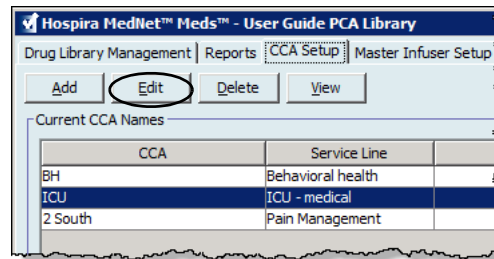 Hospira MedNet™ Meds™ - User Guide PCA Library
Drug Library Management Reports CCA Setup Master Infuser Setup
Add Edit Delete View
Current CCA Names
CCA Service Line
BH Behavioral health
ICU ICU - medical
2 South Pain Management